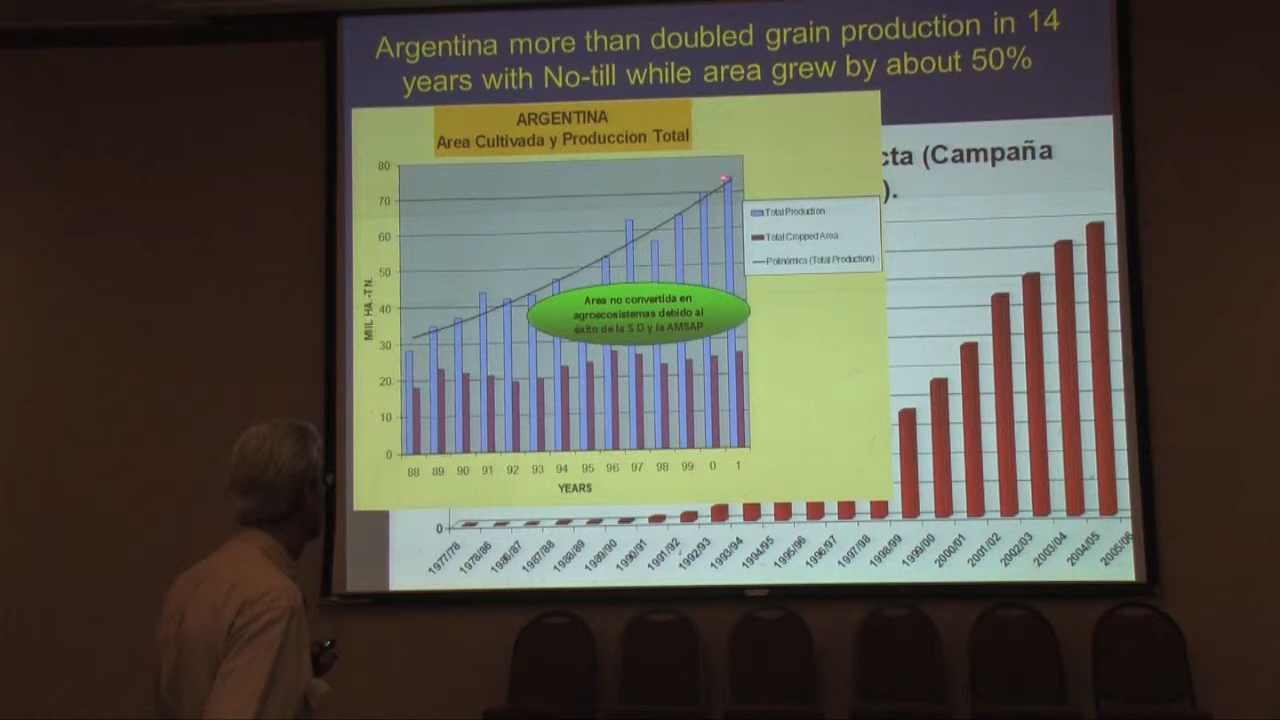 Argentina more than doubled grain production in 14
years with No-till while area grew by about 50%
ARGENTINA
Area Cultivada y Produccion Total
cta (Campaña
).
80
70
60
50
40
30
20
10
0
MIIL HA.-TN.
Total Production
Total Cropped Area
Polinómica (Total Production)
Area no convertida en
agroecosistemas debido al
éxito de la S D y la AMSAP
88 89 90 91 92 93 94 95 96 97 98 99 0 1
YEARS
0
1977/78 1978/86 1986/87 1987/88 1988/89 1989/90 1990/91 1991/92 1992/93 1993/94 1994/95 1995/96 1996/97 1997/98 1998/99 1999/00 2000/01 2001/02 2002/03 2003/04 2004/05 2005/06